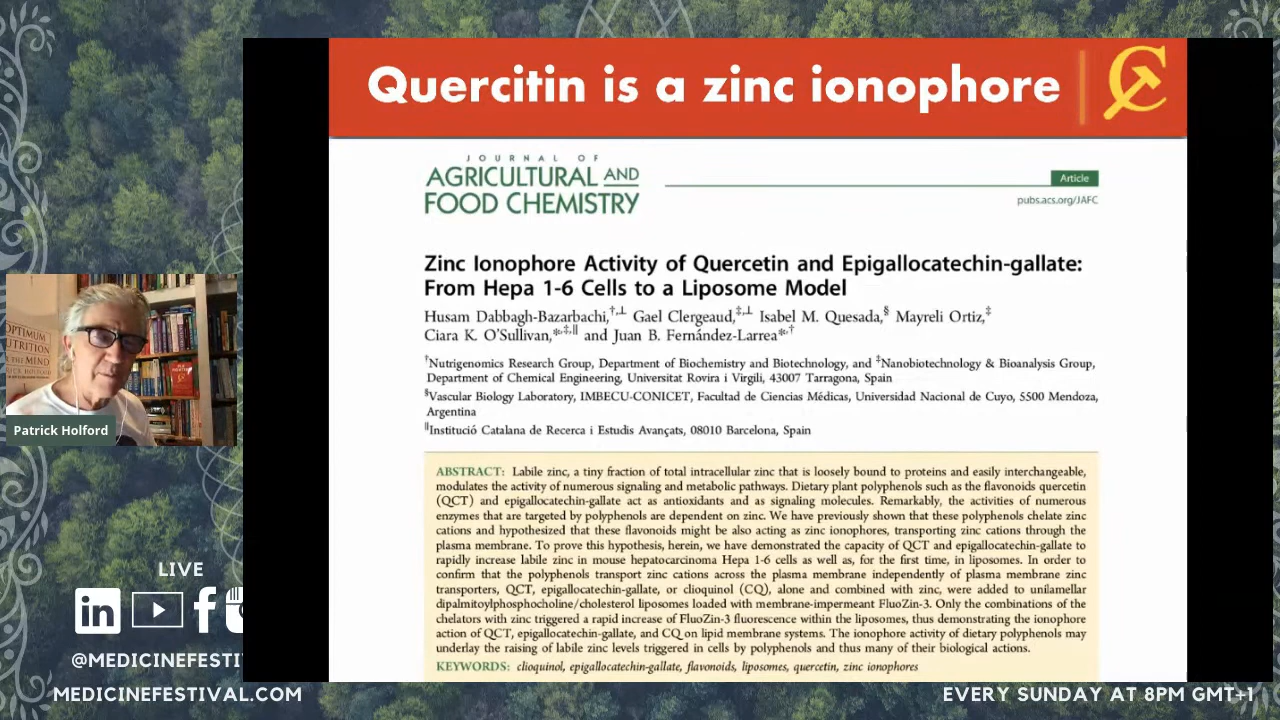 Quercitin is a zinc ionophore
JOURNAL OF
AGRICULTURAL AND
FOOD CHEMISTRY
Article
pubs.acs.org/JAFC
Zinc Ionophore Activity of Quercetin and Epigallocatechin-gallate:
From Hepa 1-6 Cells to a Liposome Model
Husam Dabbagh-Bazarbachi,†,⊥ Gael Clergeaud,‡,⊥ Isabel M. Quesada,§ Mayreli Ortiz,‡
Ciara K. O'Sullivan,*,‡,∥ and Juan B. Fernández-Larrea*,†
†Nutrigenomics Research Group, Department of Biochemistry and Biotechnology, and ‡Nanobiotechnology & Bioanalysis Group,
Department of Chemical Engineering, Universitat Rovira i Virgili, 43007 Tarragona, Spain
§Vascular Biology Laboratory, IMBECU-CONICET, Facultad de Ciencias Médicas, Universidad Nacional de Cuyo, 5500 Mendoza,
Argentina
∥Institució Catalana de Recerca i Estudis Avançats, 08010 Barcelona, Spain
ABSTRACT: Labile zinc, a tiny fraction of total intracellular zinc that is loosely bound to proteins and easily interchangeable,
modulates the activity of numerous signaling and metabolic pathways. Dietary plant polyphenols such as the flavonoids quercetin
(QCT) and epigallocatechin-gallate act as antioxidants and as signaling molecules. Remarkably, the activities of numerous
enzymes that are targeted by polyphenols are dependent on zinc. We have previously shown that these polyphenols chelate zinc
cations and hypothesized that these flavonoids might be also acting as zinc ionophores, transporting zinc cations through the
plasma membrane. To prove this hypothesis, herein, we have demonstrated the capacity of QCT and epigallocatechin-gallate to
rapidly increase labile zinc in mouse hepatocarcinoma Hepa 1-6 cells as well as, for the first time, in liposomes. In order to
confirm that the polyphenols transport zinc cations across the plasma membrane independently of plasma membrane zinc
transporters, QCT, epigallocatechin-gallate, or clioquinol (CQ), alone and combined with zinc, were added to unilamellar
dipalmitoylphosphocholine/cholesterol liposomes loaded with membrane-impermeant FluoZin-3. Only the combinations of the
chelators with zinc triggered a rapid increase of FluoZin-3 fluorescence within the liposomes, thus demonstrating the ionophore
action of QCT, epigallocatechin-gallate, and CQ on lipid membrane systems. The ionophore activity of dietary polyphenols may
underlay the raising of labile zinc levels triggered in cells by polyphenols and thus many of their biological actions.
KEYWORDS: clioquinol, epigallocatechin-gallate, flavonoids, liposomes, quercetin, zinc ionophores
OPTIMUM
NUTRITION
THE MIND
Patrick Holford
LIVE
@MEDICINEFESTI
MEDICINEFESTIVAL.COM
EVERY SUNDAY AT 8PM GMT+1